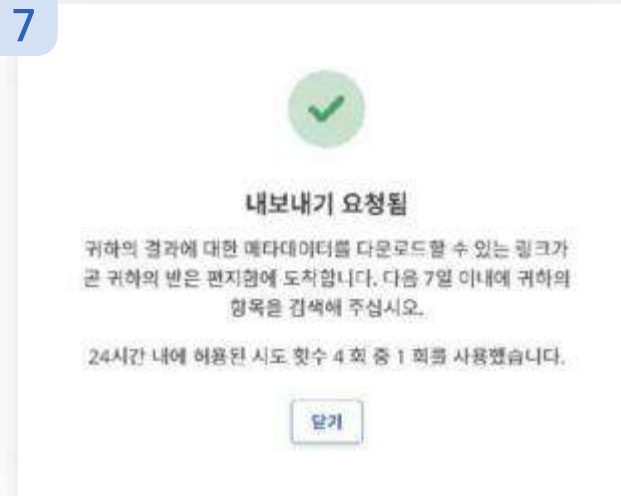 7
내보내기 요청됨
귀하의 결과에 대한 메타데이터를 다운로드할 수 있는 링크가
곧 귀하의 받은 편지함에 도착합니다. 다음 7일 이내에 귀하의
항목을 검색해 주십시오.
24시간 내에 허용된 시도 횟수 4 회 중 1 회를 사용했습니다.
닫기